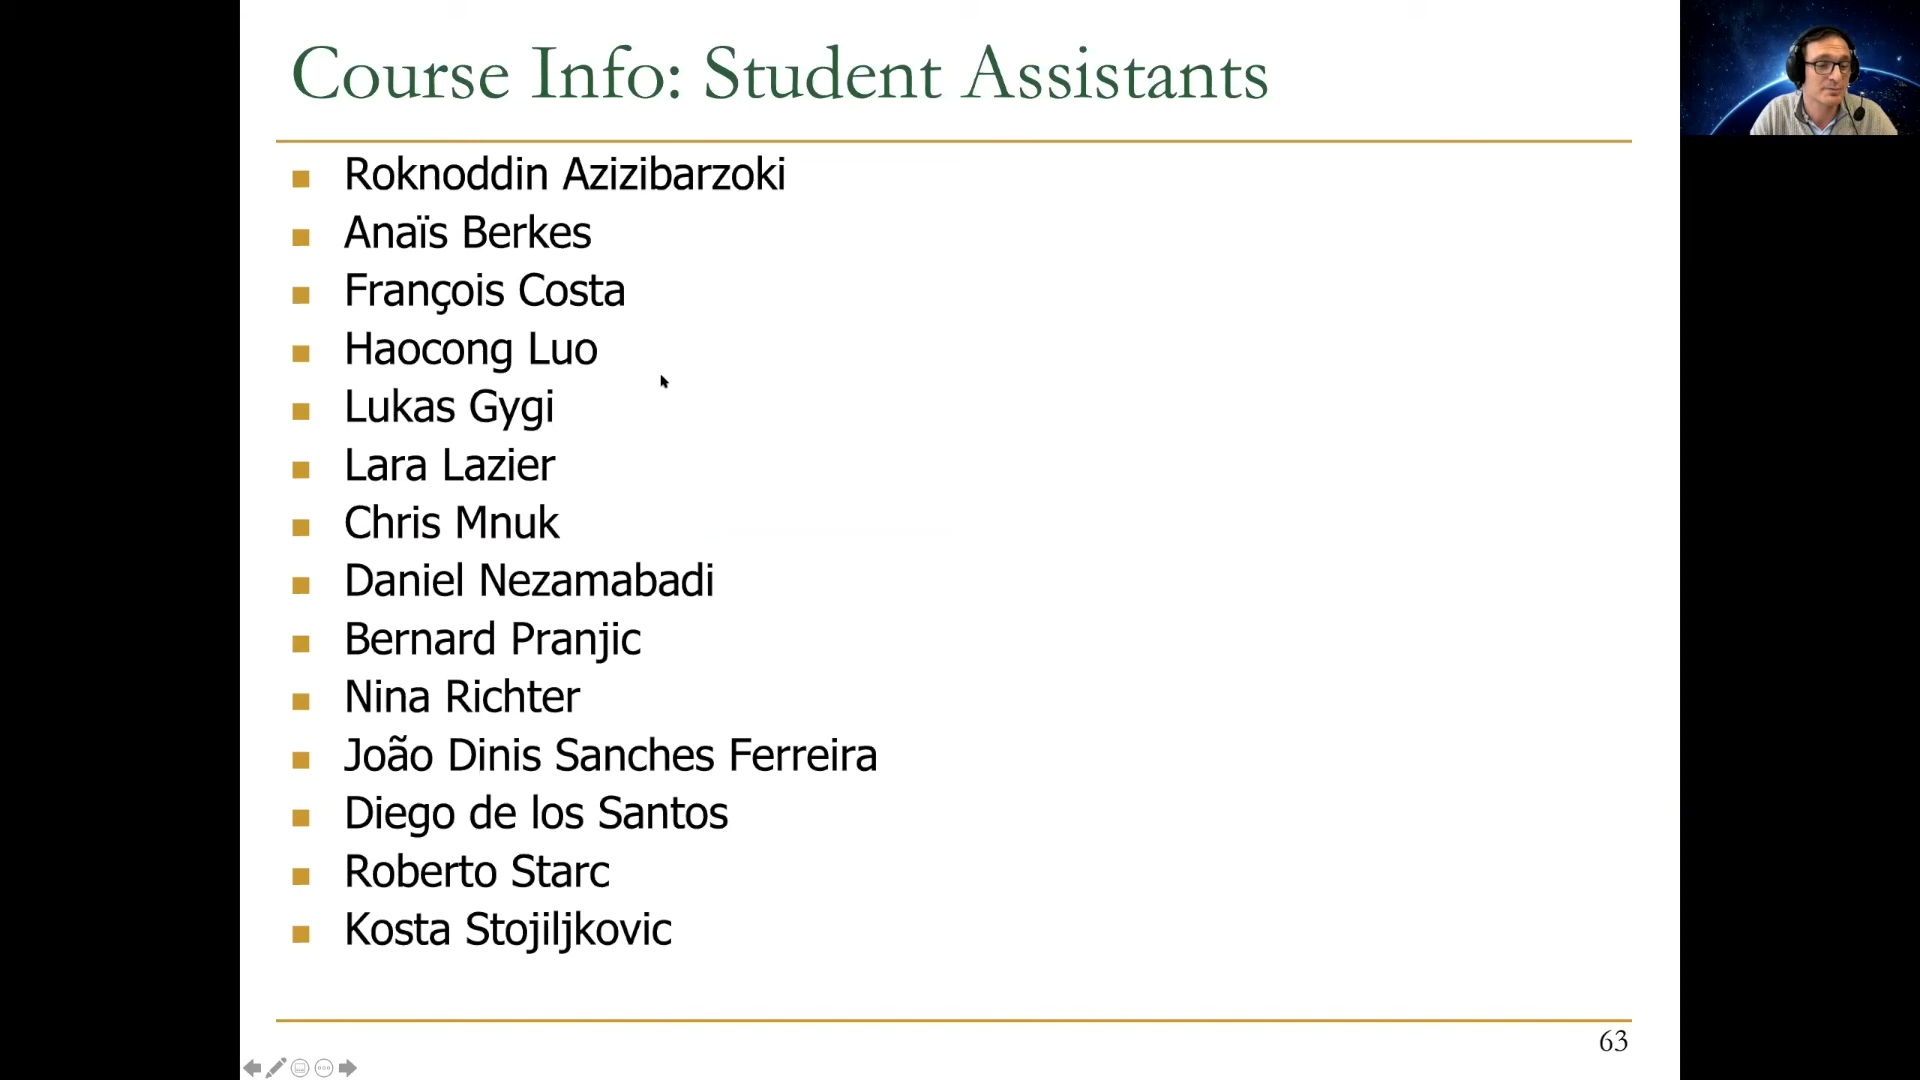 Course Info: Student Assistants
Roknoddin Azizibarzoki
Anaïs Berkes
François Costa
Haocong Luo
Lukas Gygi
Lara Lazier
Chris Mnuk
Daniel Nezamabadi
Bernard Pranjic
Nina Richter
João Dinis Sanches Ferreira
Diego de los Santos
Roberto Starc
Kosta Stojiljkovic
63